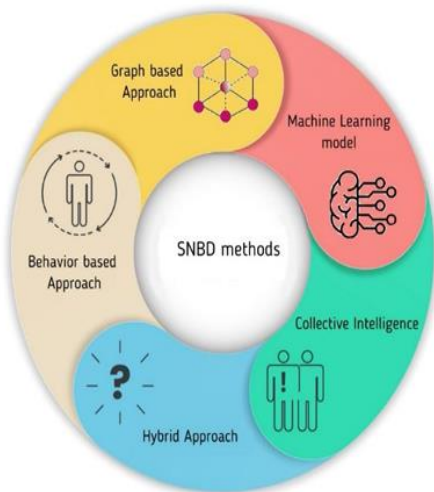 Graph based
Approach
Machine Learning
model
SNBD methods
Behavior based
Approach
Collective Intelligence
?
!
Hybrid Approach